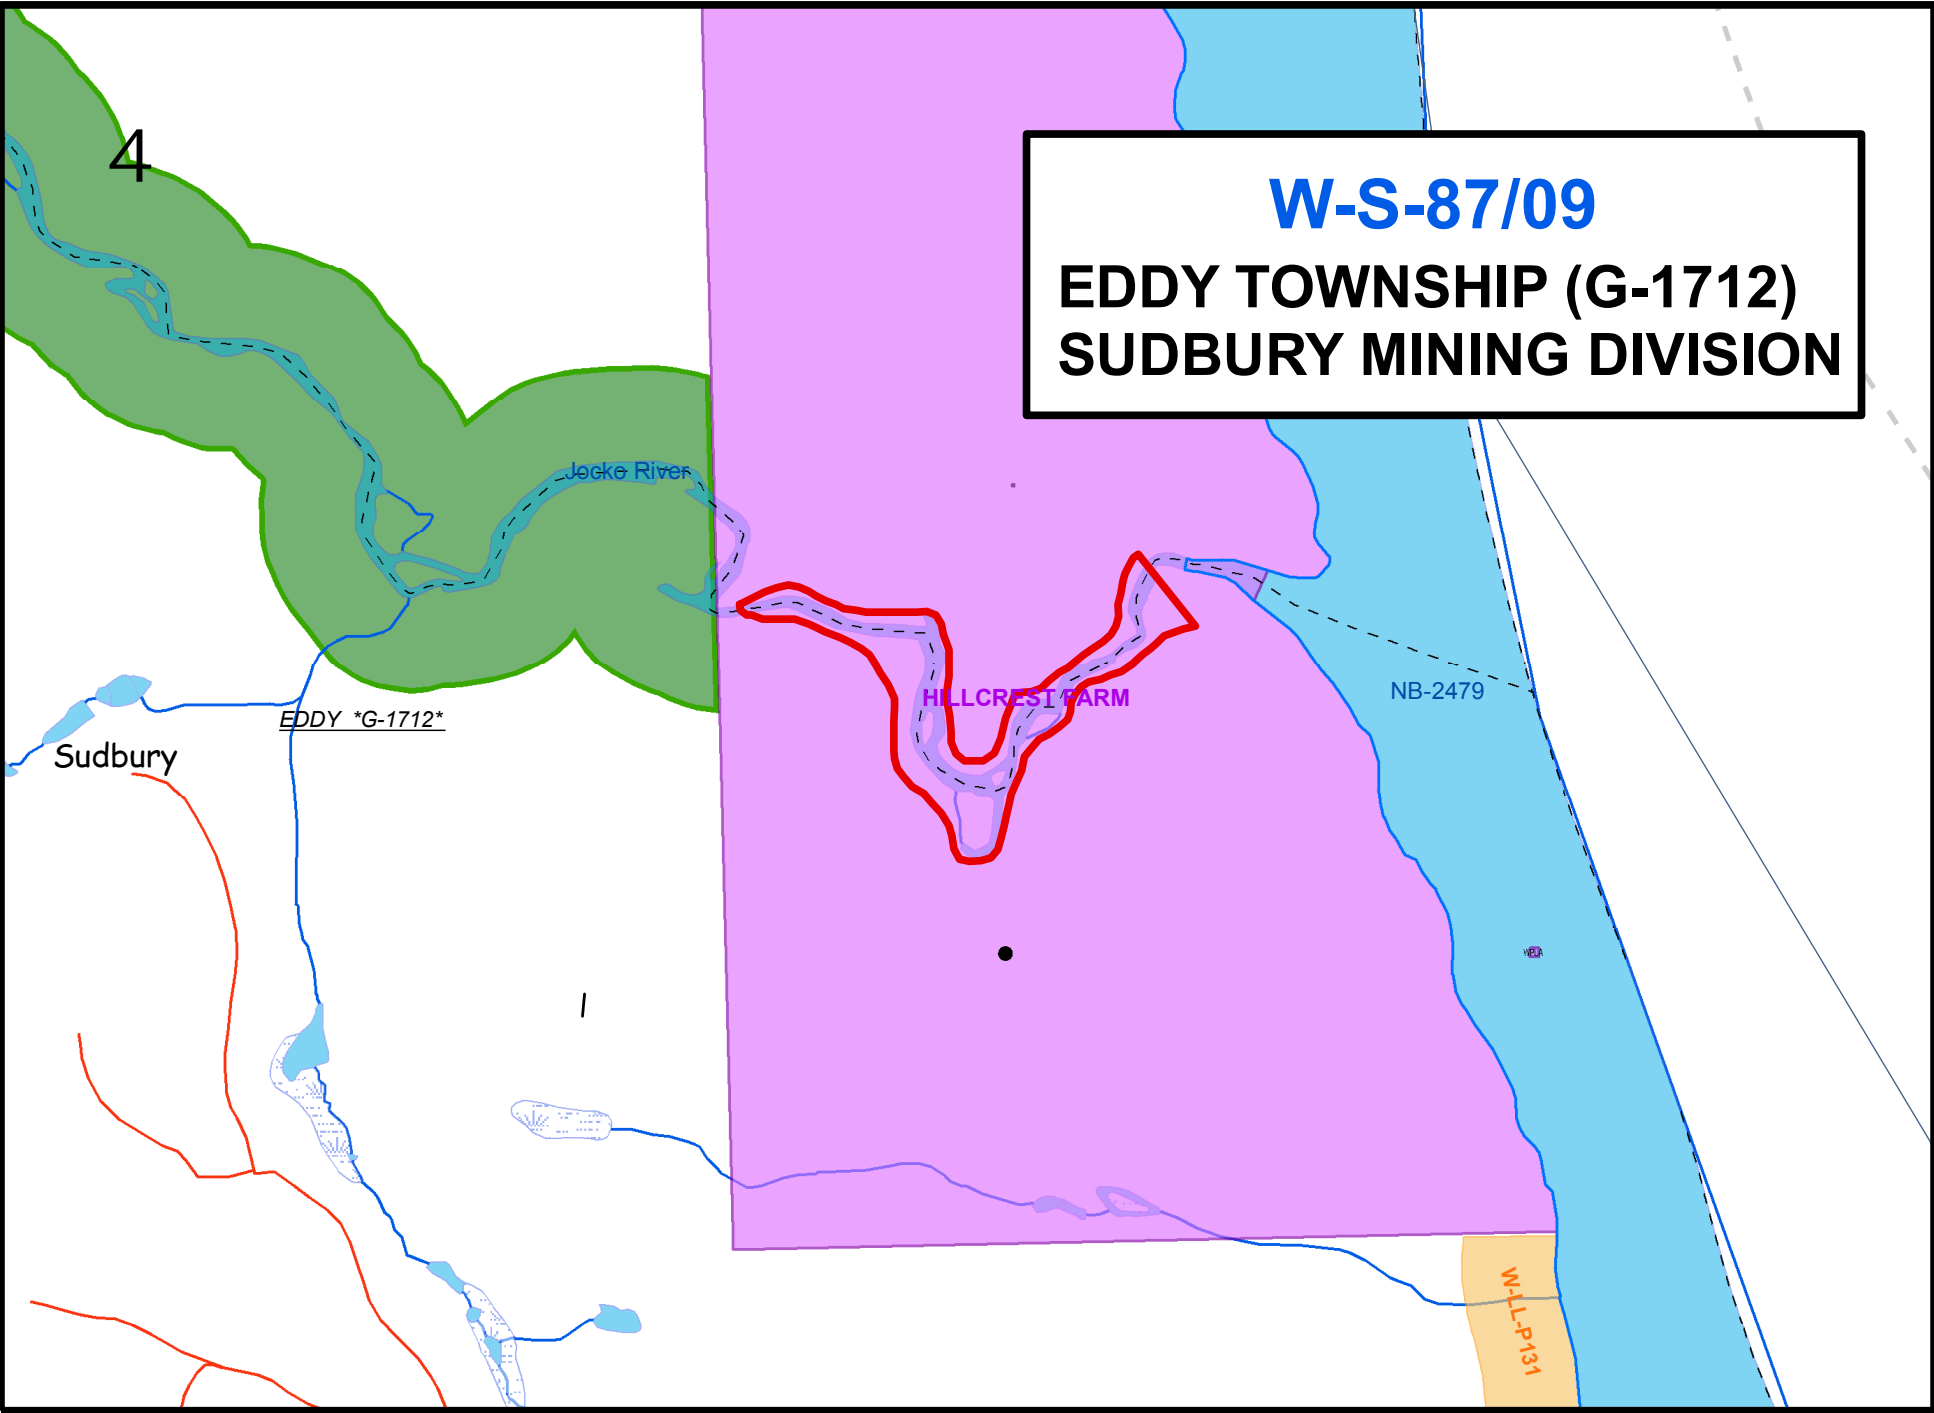 4
W-S-87/09
EDDY TOWNSHIP (G-1712)
SUDBURY MINING DIVISION
Jocko River
HILLCREST FARM
NB-2479
EDDY *G-1712*
Sudbury
I
W-LL-P131